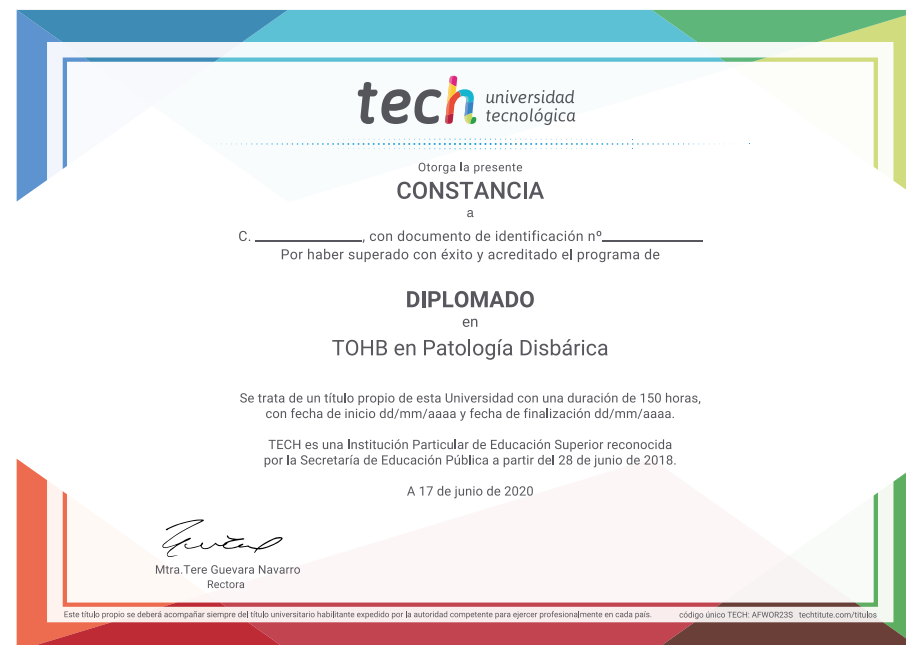 tech universidad
tecnológica
Otorga la presente
CONSTANCIA
a
C. ______________, con documento de identificación nº_____________
Por haber superado con éxito y acreditado el programa de
DIPLOMADO
en
TOHB en Patología Disbárica
Se trata de un título propio de esta Universidad con una duración de 150 horas,
con fecha de inicio dd/mm/aaaa y fecha de finalización dd/mm/aaaa.
TECH es una Institución Particular de Educación Superior reconocida
por la Secretaría de Educación Pública a partir del 28 de junio de 2018.
A 17 de junio de 2020
Mtra.Tere Guevara Navarro
Rectora
Este título propio se deberá acompañar siempre del título universitario habilitante expedido por la autoridad competente para ejercer profesionalmente en cada país. código único TECH: AFWOR23S techtitute.com/títulos